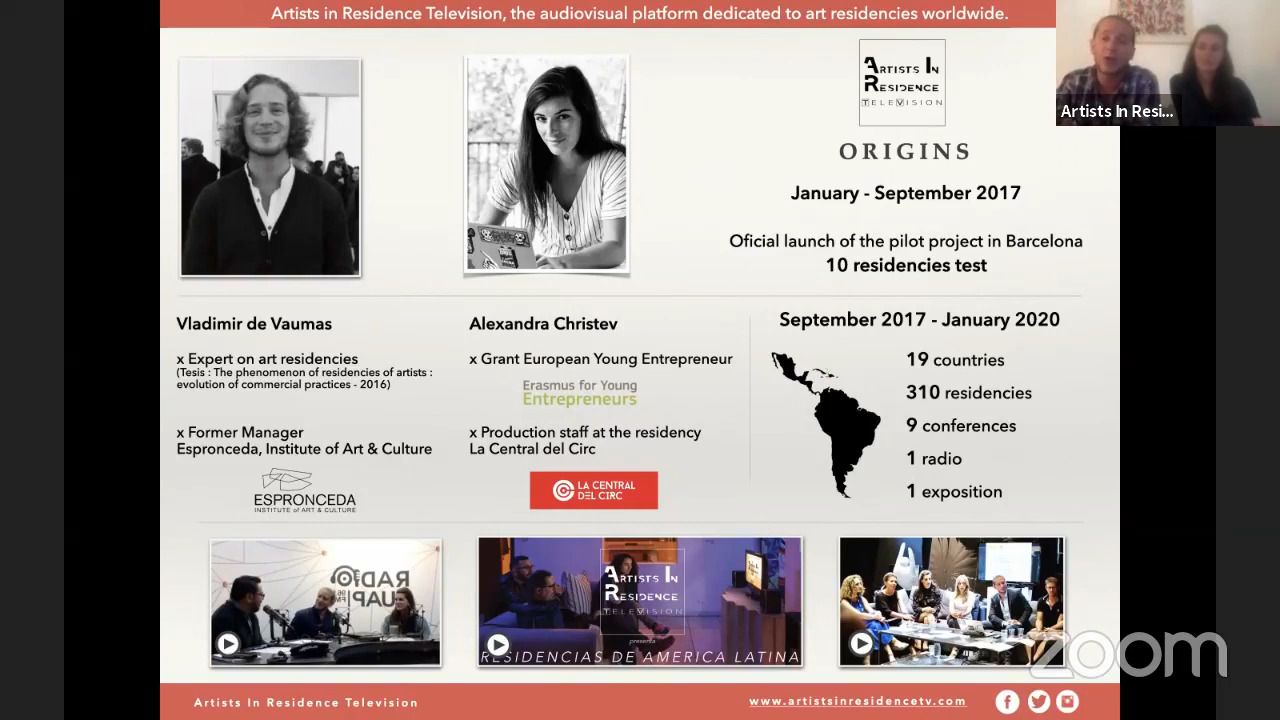 Artists in Residence Television, the audiovisual platform dedicated to art residencies worldwide.
Artists In Resi...
ARTISTS IN
RESIDENCE
TELEVISION
ORIGINS
January - September 2017
Oficial launch of the pilot project in Barcelona
10 residencies test
Vladimir de Vaumas
x Expert on art residencies
(Tesis : The phenomenon of residencies of artists :
evolution of commercial practices - 2016)
x Former Manager
Espronceda, Institute of Art & Culture
ESPRONCEDA
INSTITUTE of ART & CULTURE
Alexandra Christev
x Grant European Young Entrepreneur
Erasmus for Young
Entrepreneurs
x Production staff at the residency
La Central del Circ
LA CENTRAL
DEL CIRC
September 2017 - January 2020
19 countries
310 residencies
9 conferences
1 radio
1 exposition
RADIO
UAP
ARTISTS IN
RESIDENCE
TELEVISION
presenta
RESIDENCIAS DE AMERICA LATINA
zoom
Artists In Residence Television
www.artistsinresidencetv.com